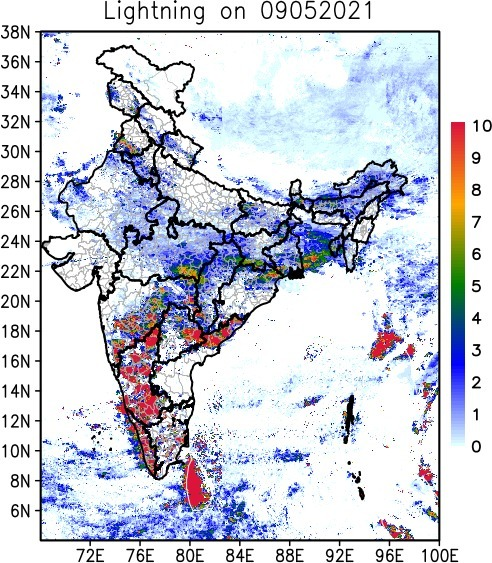 Lightning on 09052021
38N
36N
34N
32N
30N
28N
26N
24N
22N
20N
18N
16N
14N
12N
10N
8N
6N
72E 76E 80E 84E 88E 92E 96E 100E
10
9
8
7
6
5
4
3
2
1
0